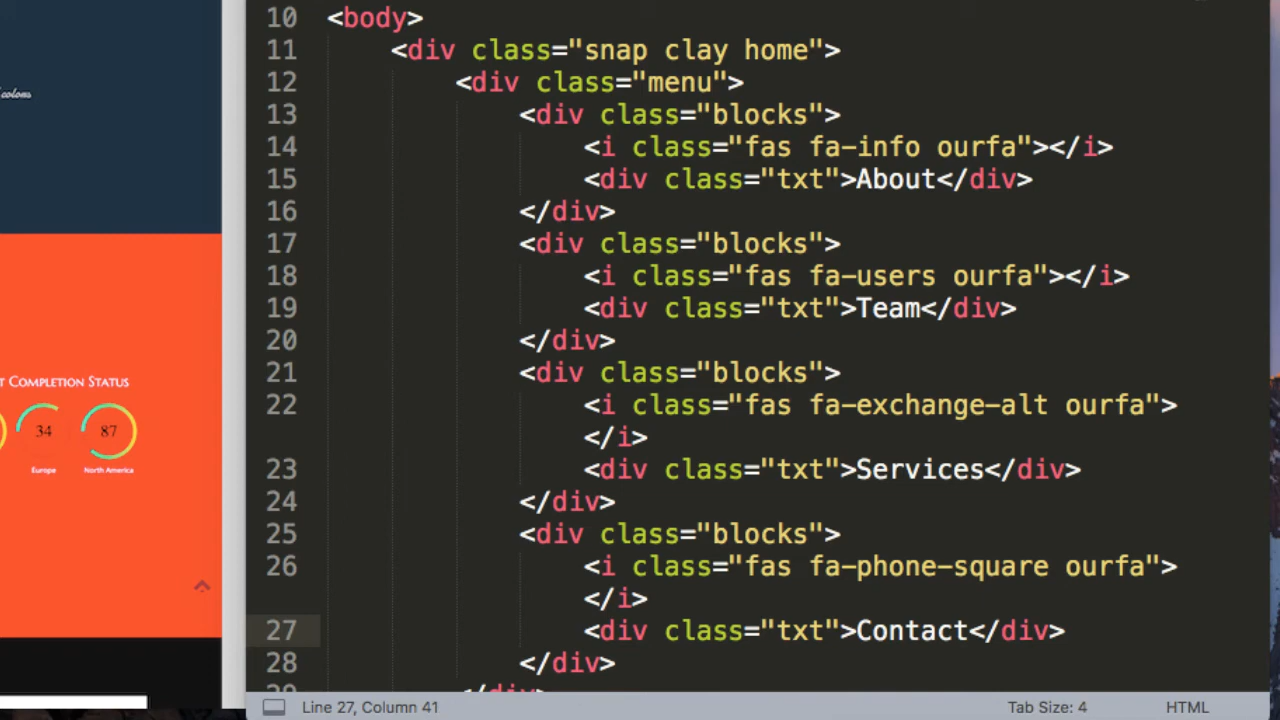 colors
T COMPLETION STATUS
34
87
Europe
North America
10 <body>
11 <div class="snap clay home">
12 <div class="menu">
13 <div class="blocks">
14 <i class="fas fa-info ourfa"></i>
15 <div class="txt">About</div>
16 </div>
17 <div class="blocks">
18 <i class="fas fa-users ourfa"></i>
19 <div class="txt">Team</div>
20 </div>
21 <div class="blocks">
22 <i class="fas fa-exchange-alt ourfa">
</i>
23 <div class="txt">Services</div>
24 </div>
25 <div class="blocks">
26 <i class="fas fa-phone-square ourfa">
</i>
27 <div class="txt">Contact</div>
28 </div>
29 </div>
Line 27, Column 41
Tab Size: 4
HTML